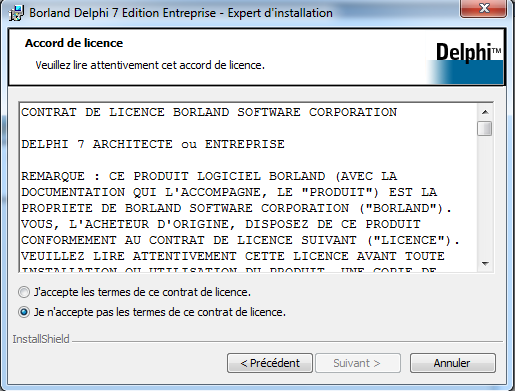 Borland Delphi 7 Edition Entreprise - Expert d'installation
Accord de licence
Veuillez lire attentivement cet accord de licence.
Delphi™
CONTRAT DE LICENCE BORLAND SOFTWARE CORPORATION
DELPHI 7 ARCHITECTE ou ENTREPRISE
REMARQUE : CE PRODUIT LOGICIEL BORLAND (AVEC LA
DOCUMENTATION QUI L'ACCOMPAGNE, LE "PRODUIT") EST LA
PROPRIETE DE BORLAND SOFTWARE CORPORATION ("BORLAND").
VOUS, L'ACHETEUR D'ORIGINE, DISPOSEZ DE CE PRODUIT
CONFORMEMENT AU CONTRAT DE LICENCE SUIVANT ("LICENCE").
VEUILLEZ LIRE ATTENTIVEMENT CETTE LICENCE AVANT TOUTE
INSTALLATION OU UTILISATION DU PRODUIT. UNE COPIE DE
J'accepte les termes de ce contrat de licence.
Je n'accepte pas les termes de ce contrat de licence.
InstallShield
< Précédent
Suivant >
Annuler